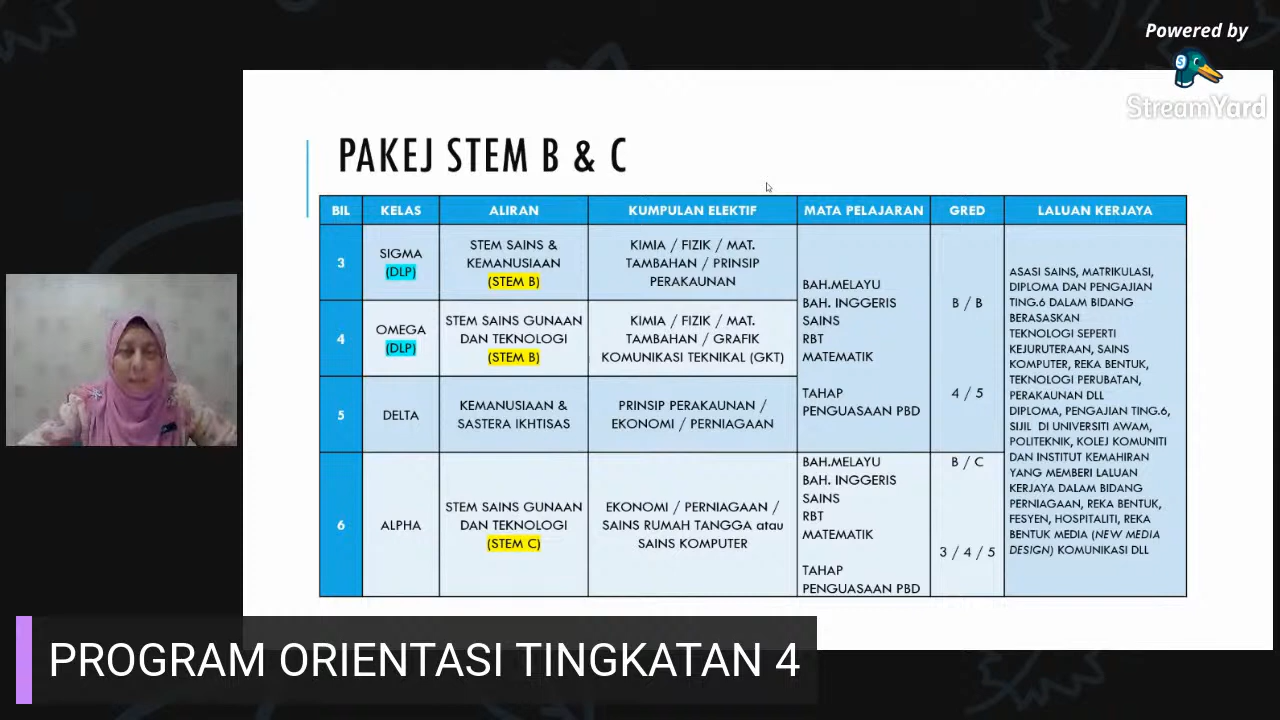 Powered by
StreamYard
PAKEJ STEM B & C
BIL KELAS ALIRAN KUMPULAN ELEKTIF MATA PELAJARAN GRED LALUAN KERJAYA
3
SIGMA
(DLP)
STEM SAINS &
KEMANUSIAAN
(STEM B)
KIMIA / FIZIK / MAT.
TAMBAHAN / PRINSIP
PERAKAUNAN
4
OMEGA
(DLP)
STEM SAINS GUNAAN
DAN TEKNOLOGI
(STEM B)
KIMIA / FIZIK / MAT.
TAMBAHAN / GRAFIK
KOMUNIKASI TEKNIKAL (GKT)
5
DELTA
KEMANUSIAAN &
SASTERA IKHTISAS
PRINSIP PERAKAUNAN /
EKONOMI / PERNIAGAAN
BAH.MELAYU
BAH. INGGERIS
SAINS
RBT
MATEMATIK
TAHAP
PENGUASAAN PBD
B / B
4 / 5
6
ALPHA
STEM SAINS GUNAAN
DAN TEKNOLOGI
(STEM C)
EKONOMI / PERNIAGAAN /
SAINS RUMAH TANGGA atau
SAINS KOMPUTER
BAH.MELAYU
BAH. INGGERIS
SAINS
RBT
MATEMATIK
TAHAP
PENGUASAAN PBD
B / C
3 / 4 / 5
ASASI SAINS, MATRIKULASI,
DIPLOMA DAN PENGAJIAN
TING.6 DALAM BIDANG
BERASASKAN
TEKNOLOGI SEPERTI
KEJURUTERAAN, SAINS
KOMPUTER, REKA BENTUK,
TEKNOLOGI PERUBATAN,
PERAKAUNAN DLL
DIPLOMA, PENGAJIAN TING.6,
SIJIL DI UNIVERSITI AWAM,
POLITEKNIK, KOLEJ KOMUNITI
DAN INSTITUT KEMAHIRAN
YANG MEMBERI LALUAN
KERJAYA DALAM BIDANG
PERNIAGAAN, REKA BENTUK,
FESYEN, HOSPITALITI, REKA
BENTUK MEDIA (NEW MEDIA
DESIGN) KOMUNIKASI DLL
PROGRAM ORIENTASI TINGKATAN 4